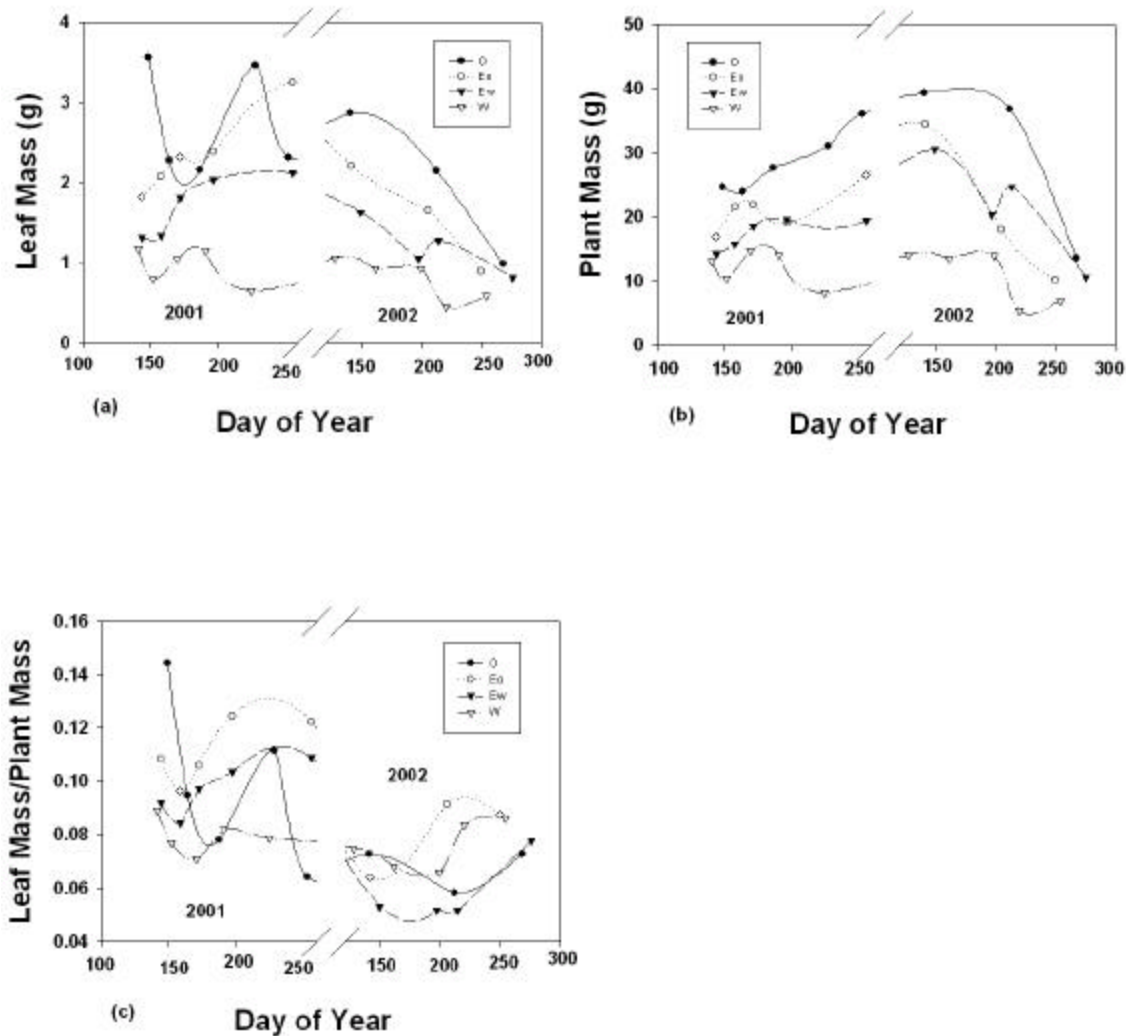 4
3
2
1
0
Leaf Mass (g)
O
Eo
Ew
W
2001
2002
100 150 200 250 150 200 250 300
(a)
Day of Year
50
40
30
20
10
0
Plant Mass (g)
O
Eo
Ew
W
2001
2002
100 150 200 250 150 200 250 300
(b)
Day of Year
0.16
0.14
0.12
0.10
0.08
0.06
0.04
Leaf Mass/Plant Mass
O
Eo
Ew
W
2002
2001
100 150 200 250 150 200 250 300
(c)
Day of Year